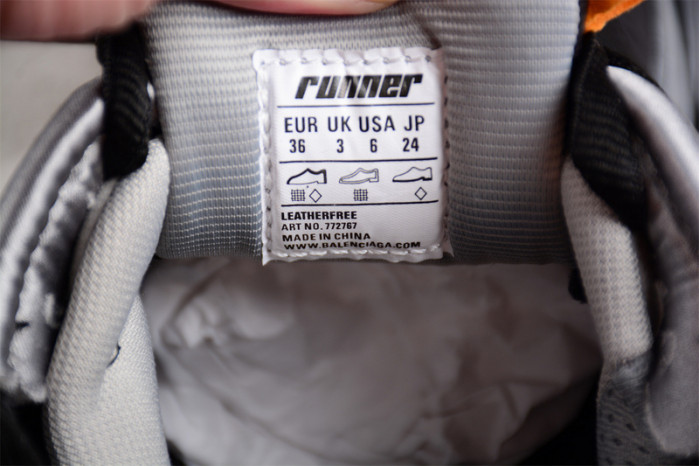 runner
EUR UK USA JP
36 3 6 24
LEATHERFREE
ART NO. 772767
MADE IN CHINA
WWW.BALENCIAGA.COM